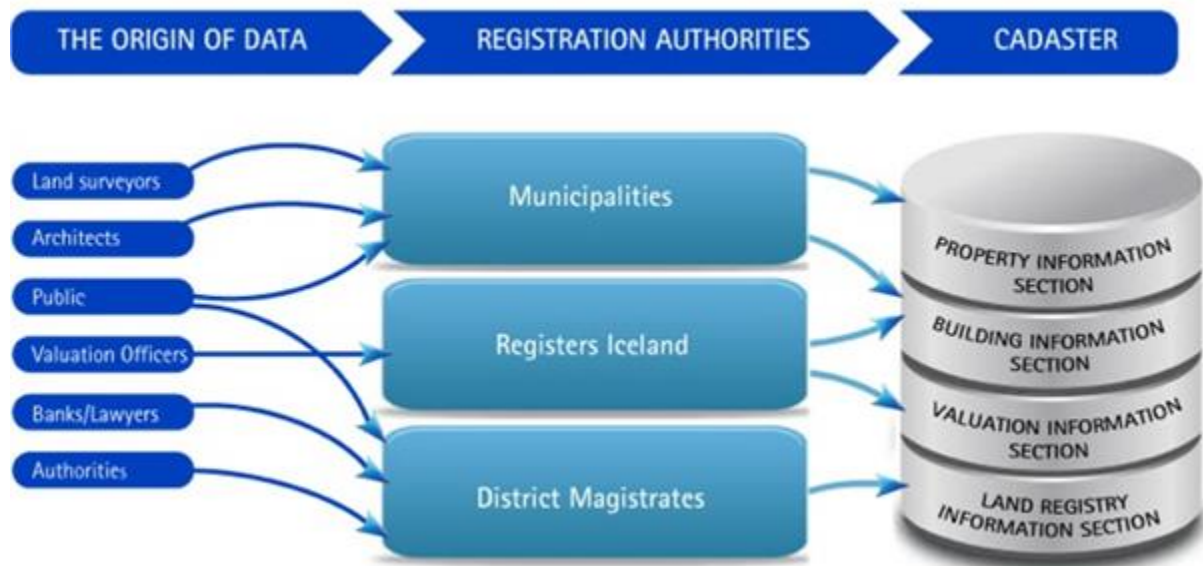 THE ORIGIN OF DATA
REGISTRATION AUTHORITIES
CADASTER
Land surveyors
Architects
Public
Valuation Officers
Banks/Lawyers
Authorities
Municipalities
Registers Iceland
District Magistrates
PROPERTY INFORMATION
SECTION
BUILDING INFORMATION
SECTION
VALUATION INFORMATION
SECTION
LAND REGISTRY
INFORMATION SECTION